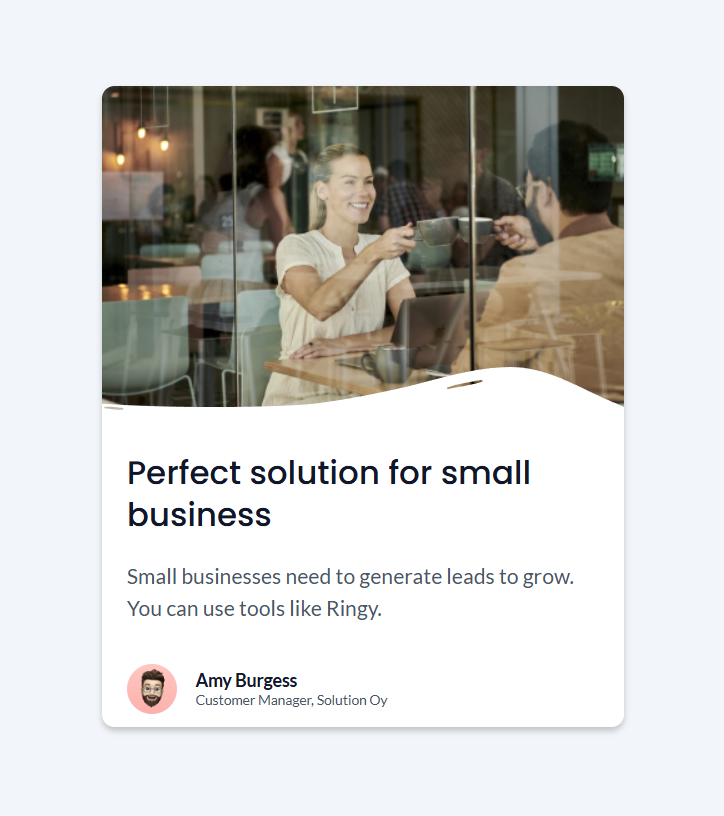 Perfect solution for small
business
Small businesses need to generate leads to grow.
You can use tools like Ringy.
Amy Burgess
Customer Manager, Solution Oy